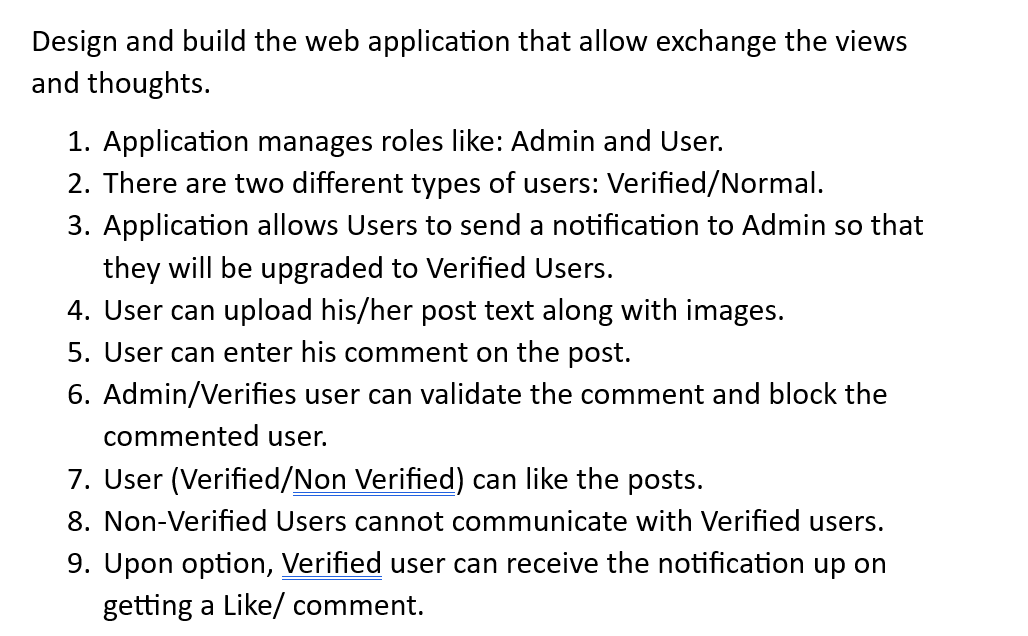 Design and build the web application that allow exchange the views
and thoughts.
1. Application manages roles like: Admin and User.
2. There are two different types of users: Verified/Normal.
3. Application allows Users to send a notification to Admin so that
they will be upgraded to Verified Users.
4. User can upload his/her post text along with images.
5. User can enter his comment on the post.
6. Admin/Verifies user can validate the comment and block the
commented user.
7. User (Verified/Non Verified) can like the posts.
8. Non-Verified Users cannot communicate with Verified users.
9. Upon option, Verified user can receive the notification up on
getting a Like/ comment.